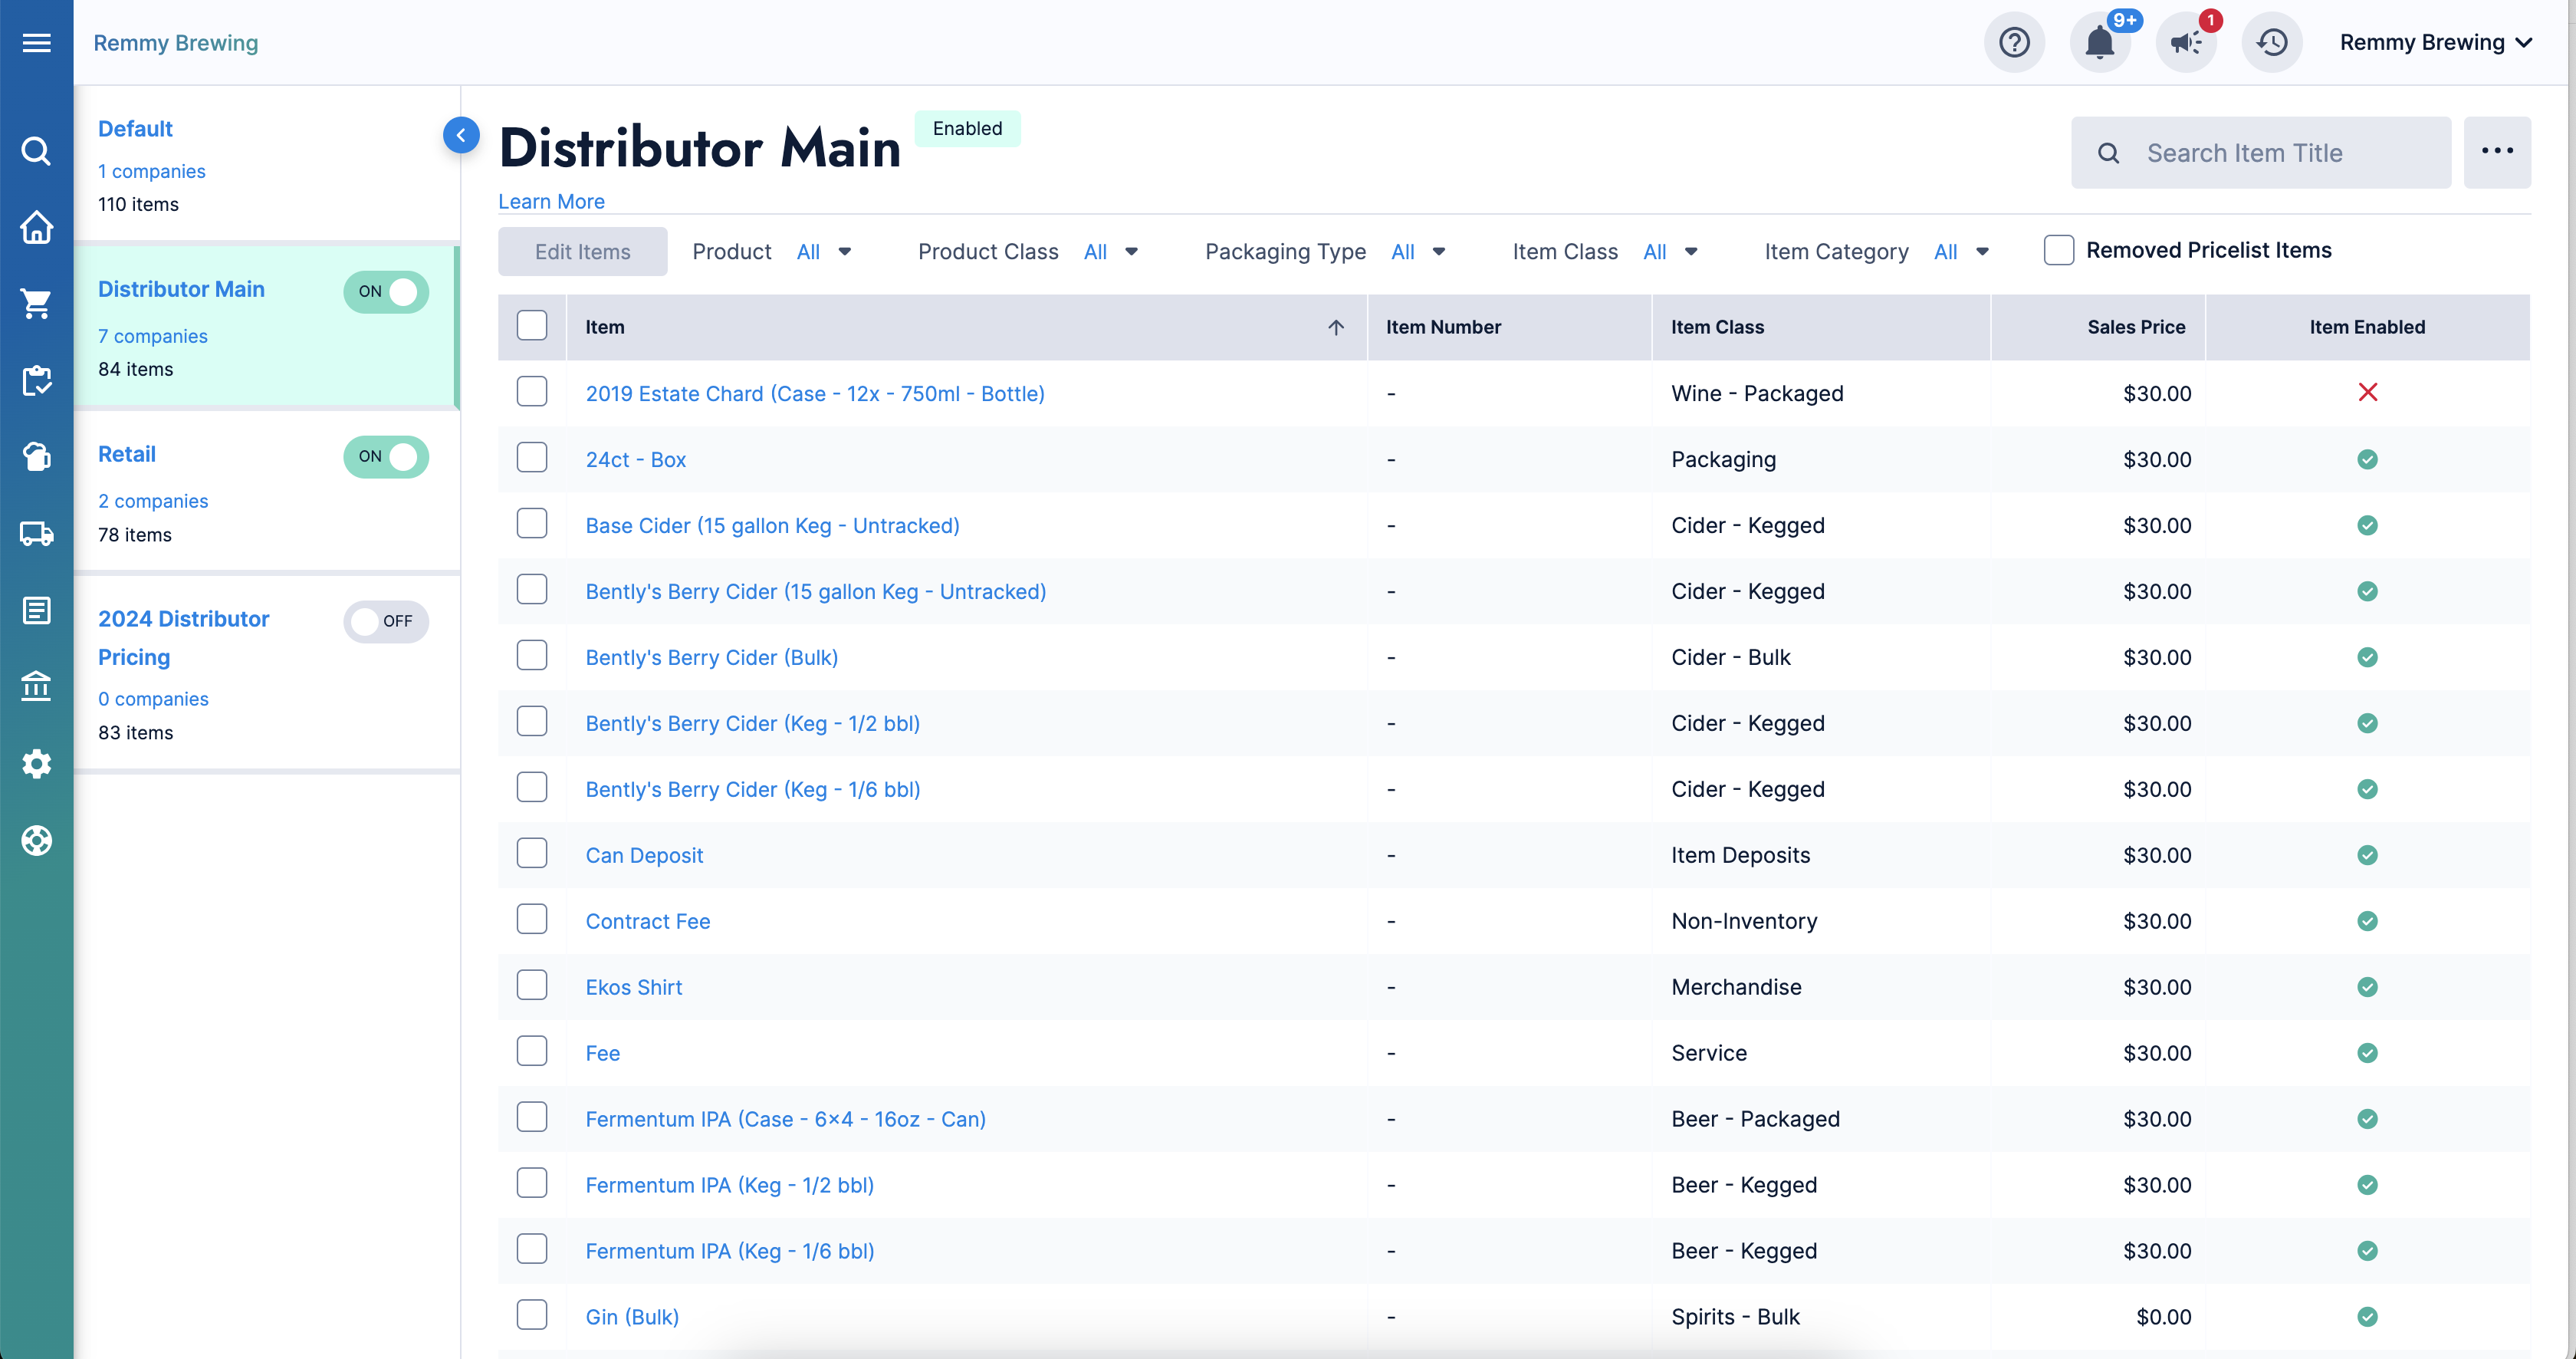 Remmy Brewing
9+
1
Remmy Brewing
Default
1 companies
110 items
Distributor Main
ON
7 companies
84 items
Retail
ON
2 companies
78 items
2024 Distributor
Pricing
OFF
0 companies
83 items
Distributor Main
Enabled
Learn More
Search Item Title
Edit Items Product All Product Class All Packaging Type All Item Class All Item Category All Removed Pricelist Items
Item Item Number Item Class Sales Price Item Enabled
2019 Estate Chard (Case - 12x - 750ml - Bottle) - Wine - Packaged $30.00
24ct - Box - Packaging $30.00
Base Cider (15 gallon Keg - Untracked) - Cider - Kegged $30.00
Bently's Berry Cider (15 gallon Keg - Untracked) - Cider - Kegged $30.00
Bently's Berry Cider (Bulk) - Cider - Bulk $30.00
Bently's Berry Cider (Keg - 1/2 bbl) - Cider - Kegged $30.00
Bently's Berry Cider (Keg - 1/6 bbl) - Cider - Kegged $30.00
Can Deposit - Item Deposits $30.00
Contract Fee - Non-Inventory $30.00
Ekos Shirt - Merchandise $30.00
Fee - Service $30.00
Fermentum IPA (Case - 6x4 - 16oz - Can) - Beer - Packaged $30.00
Fermentum IPA (Keg - 1/2 bbl) - Beer - Kegged $30.00
Fermentum IPA (Keg - 1/6 bbl) - Beer - Kegged $30.00
Gin (Bulk) - Spirits - Bulk $0.00